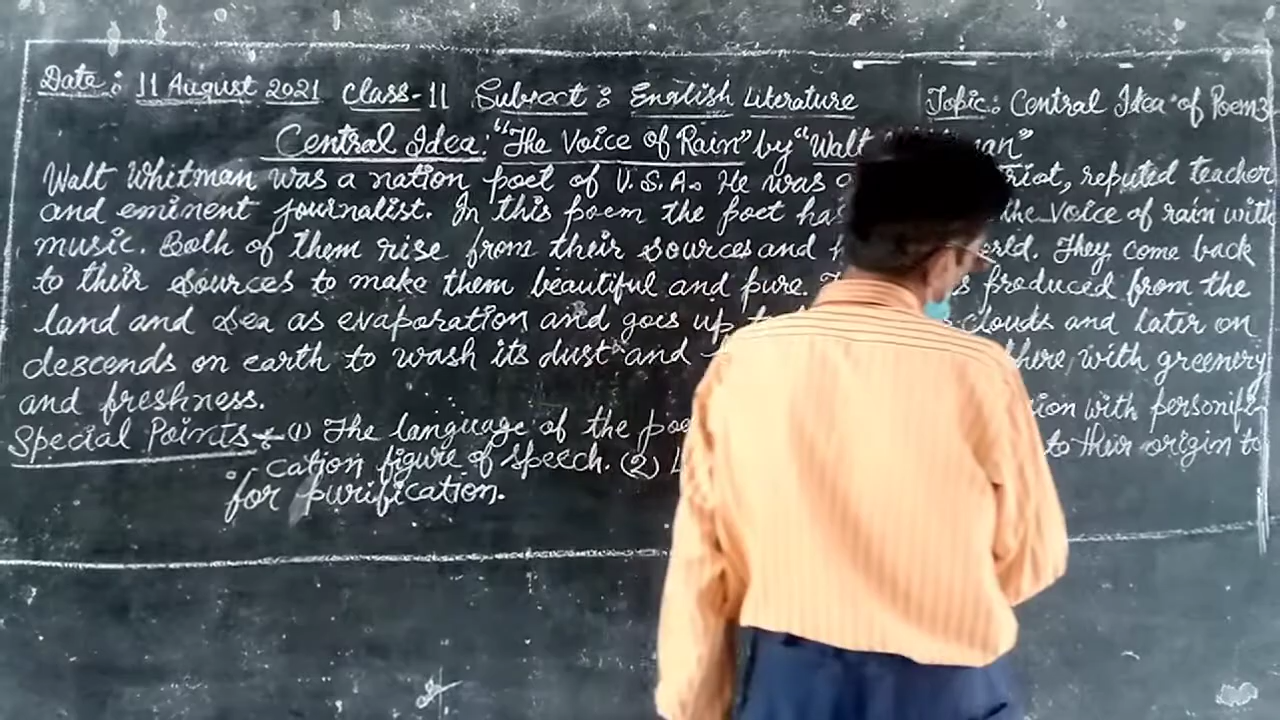 Date: 11 August 2021 Class-11 Subject: English Literature Topic: Central Idea of Poems
Central Idea: "The Voice of Rain" by "Walt an"
Walt Whitman was a nation poet of U.S.A. He was riot, reputed teacher
and eminent journalist. In this poem the poet has the voice of rain with
music. Both of them rise from their sources and rld. They come back
to their sources to make them beautiful and pure. produced from the
land and sea as evaporation and goes up clouds and later on
descends on earth to wash its dust and there with greenery
and freshness.
Special Points:- (1) The language of the poe ion with personifi-
cation figure of speech. (2) to their origin to
for purification.